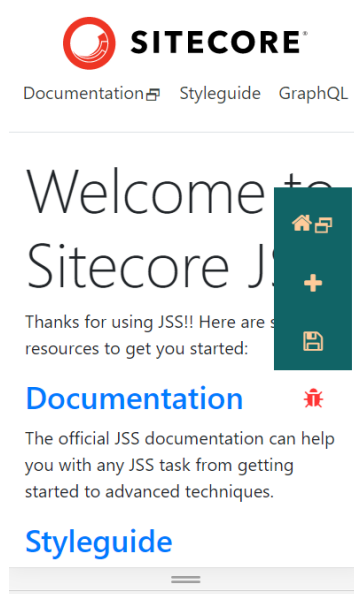 SITECORE
Documentation Styleguide GraphQL
Welcome to
Sitecore J
Thanks for using JSS!! Here are s
resources to get you started:
Documentation
The official JSS documentation can help
you with any JSS task from getting
started to advanced techniques.
Styleguide